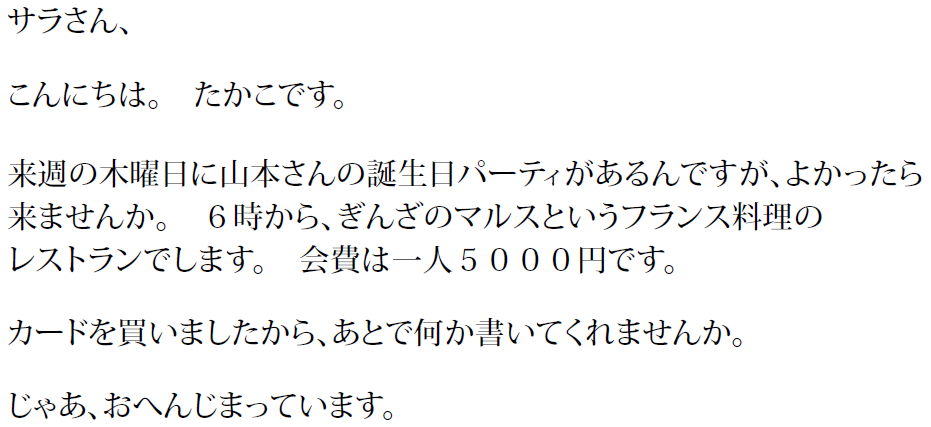 サラさん、
こんにちは。　たかこです。
来週の木曜日に山本さんの誕生日パーティがあるんですが、よかったら
来ませんか。　６時から、ぎんざのマルスというフランス料理の
レストランでします。　会費は一人５０００円です。
カードを買いましたから、あとで何か書いてくれませんか。
じゃあ、おへんじまっています。